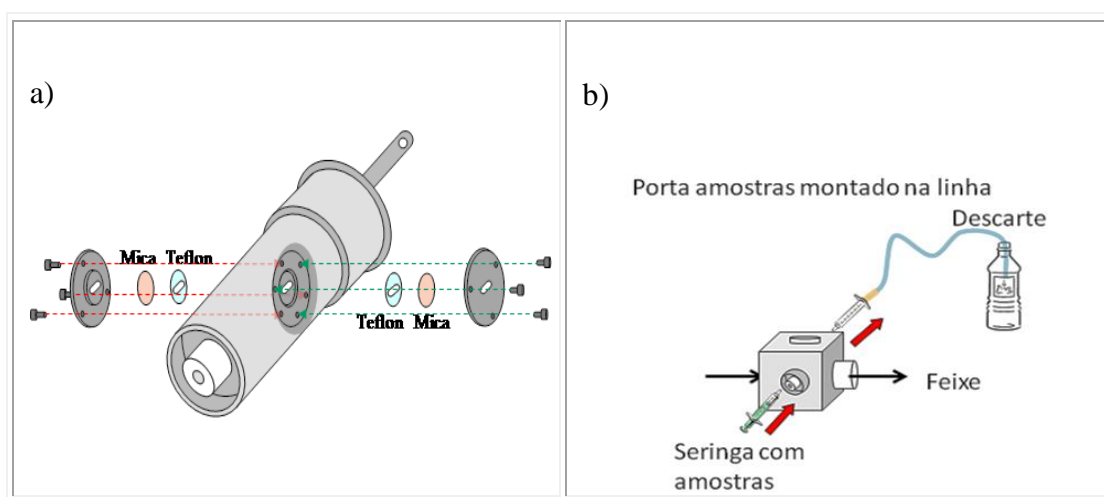 a)
Mica Teflon
Teflon Mica
b)
Porta amostras montado na linha
Descarte
Feixe
Seringa com
amostras